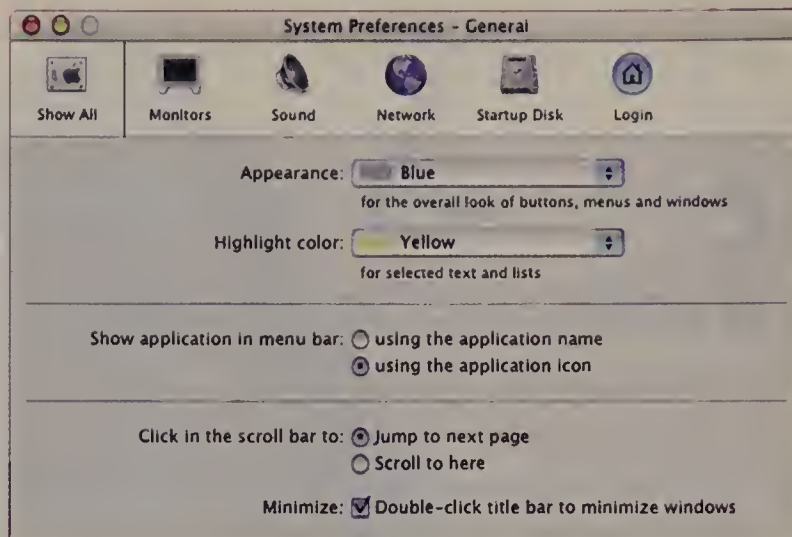 System Preferences - General
Show All
Monitors
Sound
Network
Startup Disk
Login
Appearance: Blue
for the overall look of buttons, menus and windows
Highlight color: Yellow
for selected text and lists
Show application in menu bar: using the application name
using the application icon
Click in the scroll bar to: Jump to next page
Scroll to here
Minimize: Double-click title bar to minimize windows